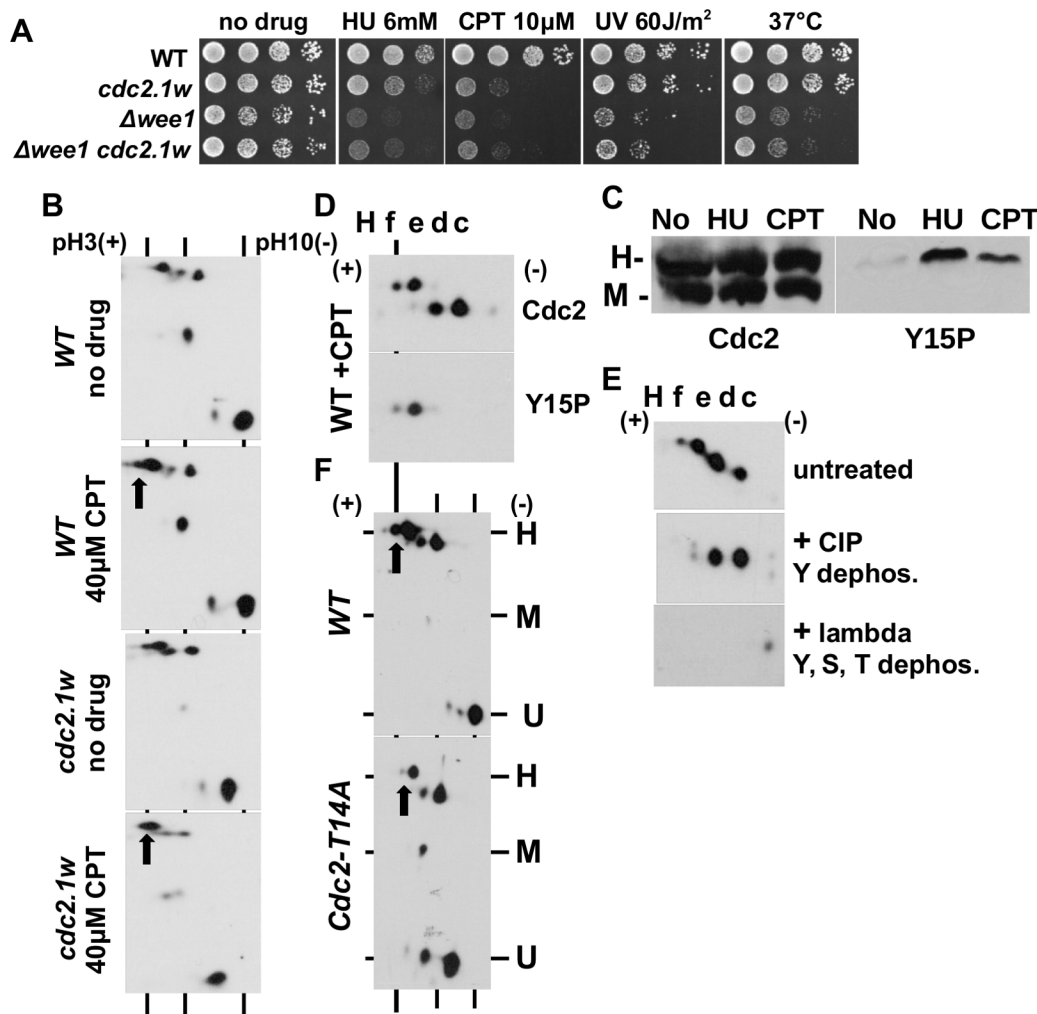 A
no drug HU 6mM CPT 10µM UV 60J/m² 37°C
WT
cdc2.1w
Δwee1
Δwee1 cdc2.1w
B
pH3(+) pH10(-)
WT
no drug
WT
40µM CPT
cdc2.1w
no drug
cdc2.1w
40µM CPT
C
No HU CPT No HU CPT
H-
M -
Cdc2 Y15P
D
H f e d c
(+) (-)
WT +CPT
Cdc2
Y15P
E
H f e d c
(+) (-)
untreated
+ CIP
Y dephos.
+ lambda
Y, S, T dephos.
F
(+) (-)
WT
H
M
U
Cdc2-T14A
H
M
U